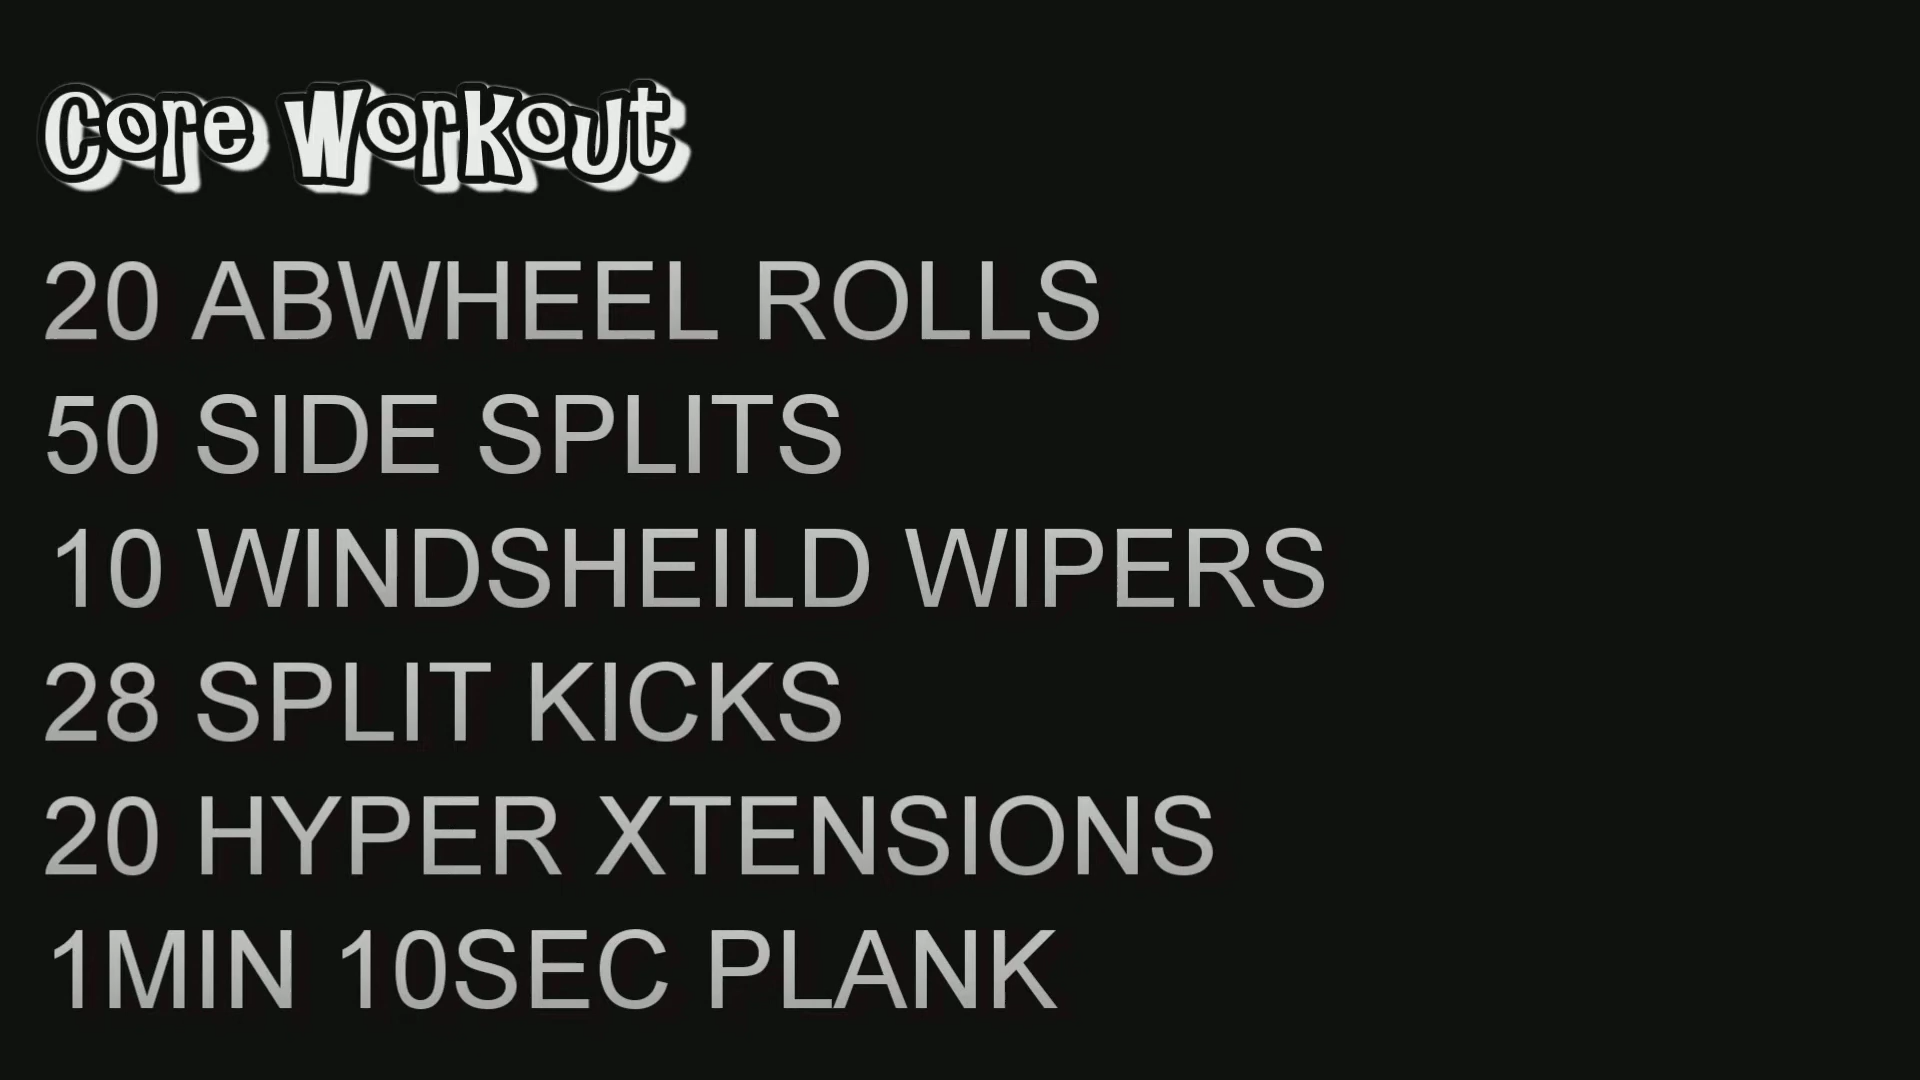 Core Workout
20 ABWHEEL ROLLS
50 SIDE SPLITS
10 WINDSHEILD WIPERS
28 SPLIT KICKS
20 HYPER XTENSIONS
1MIN 10SEC PLANK